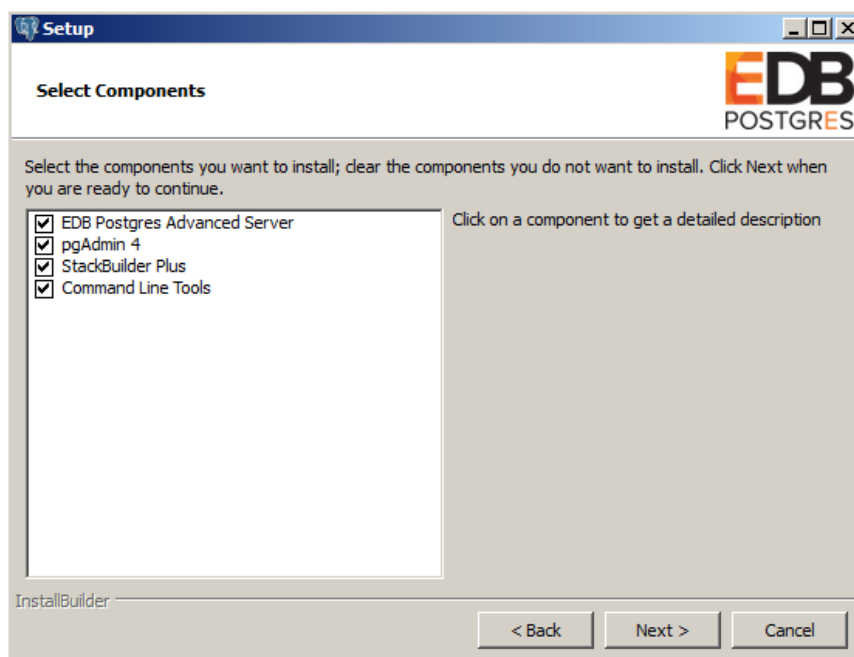 Setup
Select Components
EDB
POSTGRES
Select the components you want to install; clear the components you do not want to install. Click Next when
you are ready to continue.
EDB Postgres Advanced Server
pgAdmin 4
StackBuilder Plus
Command Line Tools
Click on a component to get a detailed description
InstallBuilder
< Back
Next >
Cancel